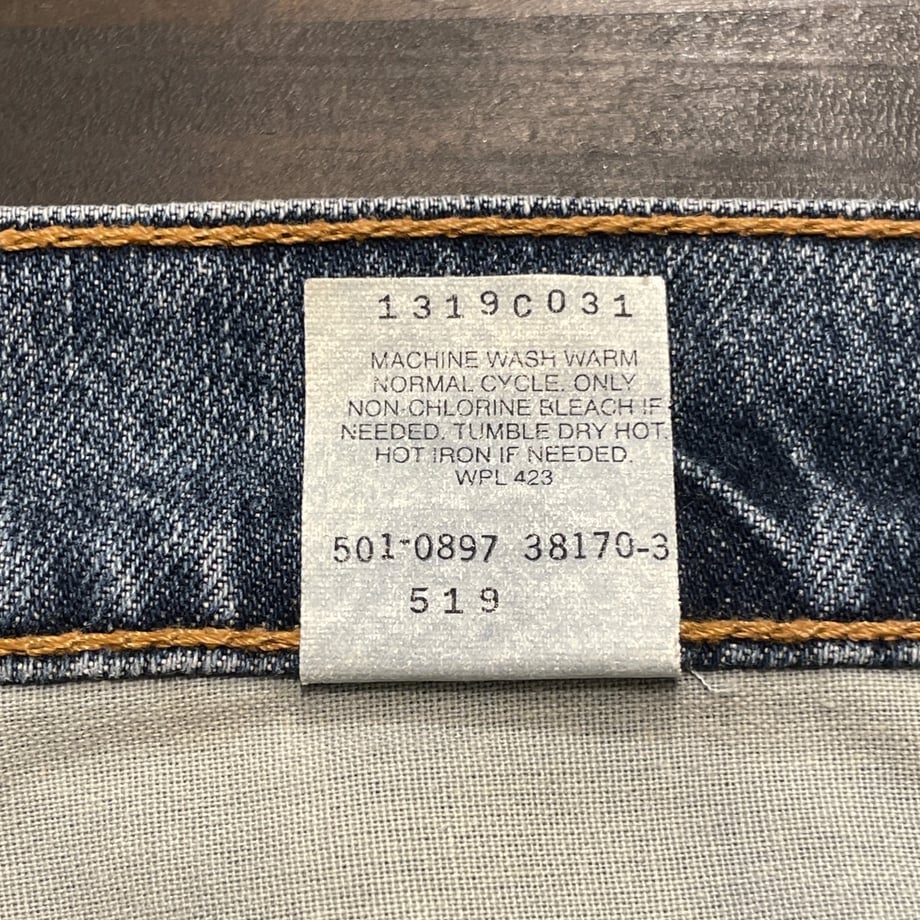 1319C031
MACHINE WASH WARM
NORMAL CYCLE. ONLY
NON-CHLORINE BLEACH IF
NEEDED. TUMBLE DRY HOT.
HOT IRON IF NEEDED.
WPL 423
501-0897 38170-3
519